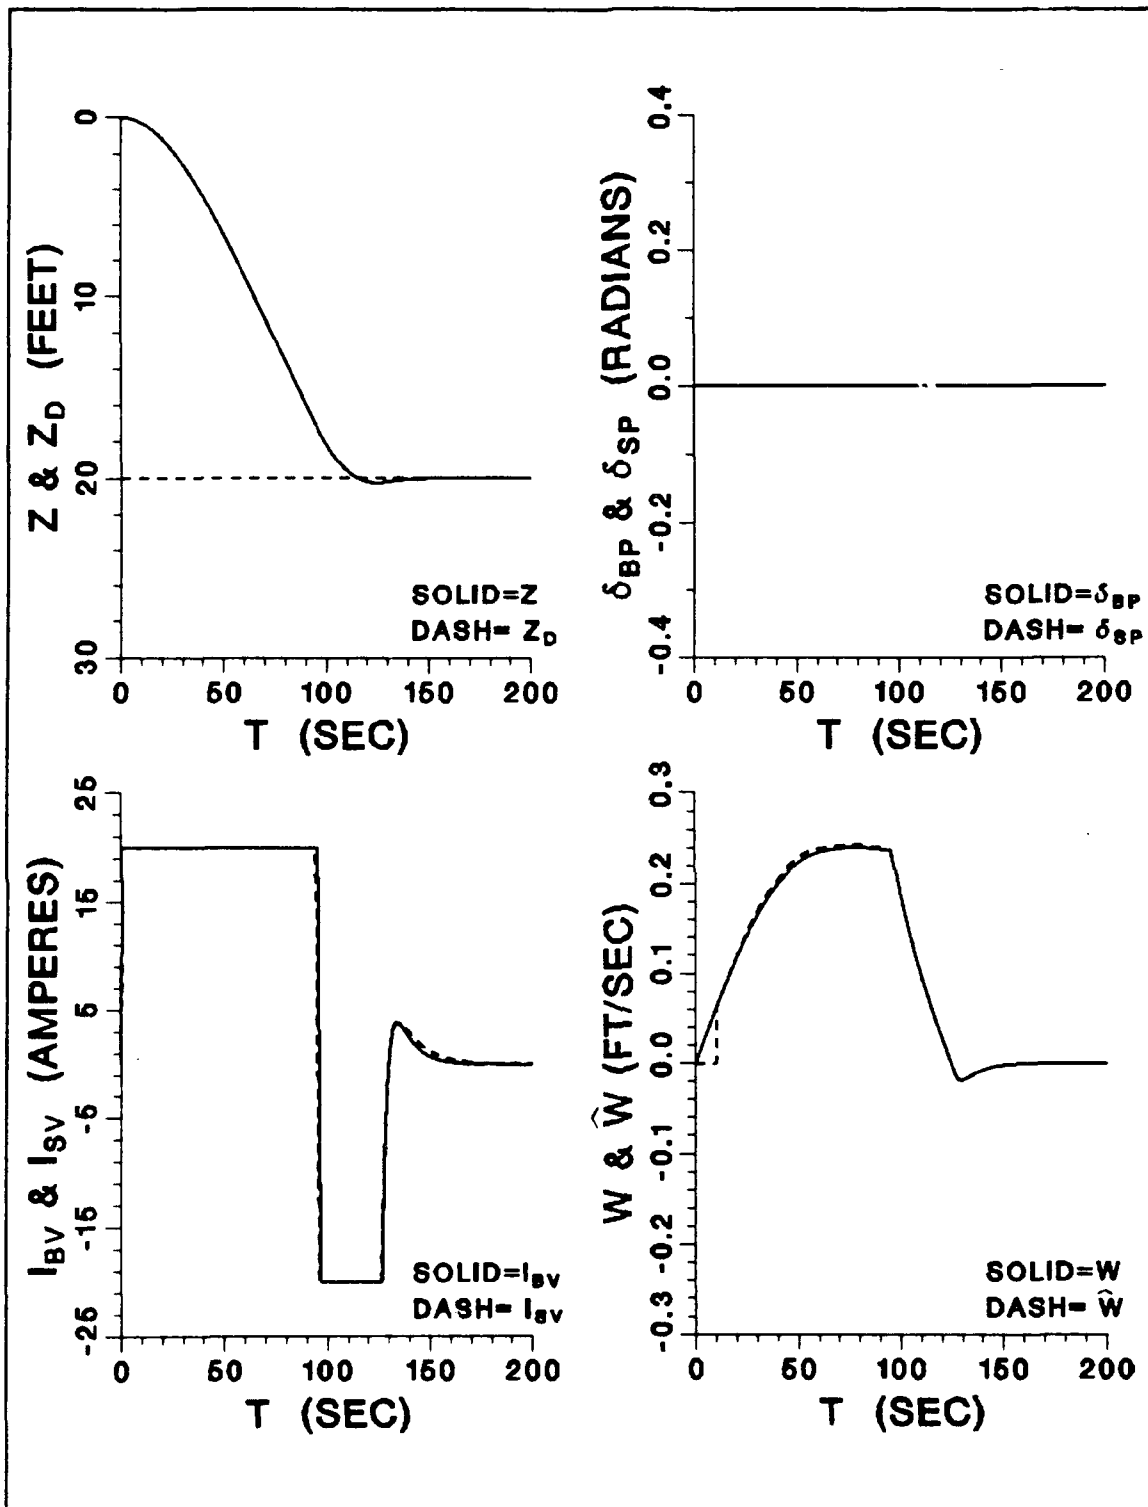 Z & Z_D (FEET)
0
10
20
30
SOLID=Z
DASH= Z_D
0 50 100 150 200
T (SEC)
δ_BP & δ_SP (RADIANS)
0.4
0.2
0.0
-0.2
-0.4
SOLID=δ_BP
DASH= δ_SP
0 50 100 150 200
T (SEC)
I_BV & I_SV (AMPERES)
25
15
5
-5
-15
-25
SOLID=I_BV
DASH= I_SV
0 50 100 150 200
T (SEC)
W & Ŵ (FT/SEC)
0.3
0.2
0.1
0.0
-0.1
-0.2
-0.3
SOLID=W
DASH= Ŵ
0 50 100 150 200
T (SEC)